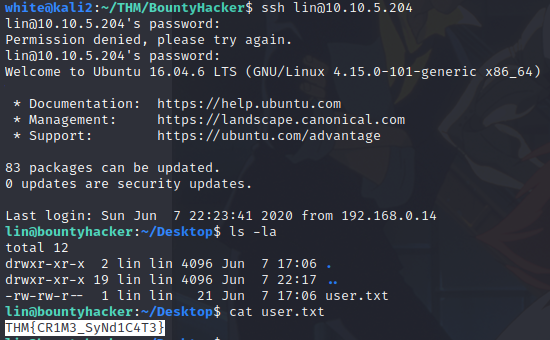 white@kali2:~/THM/BountyHacker$ ssh lin@10.10.5.204
lin@10.10.5.204's password:
Permission denied, please try again.
lin@10.10.5.204's password:
Welcome to Ubuntu 16.04.6 LTS (GNU/Linux 4.15.0-101-generic x86_64)

 * Documentation:  https://help.ubuntu.com
 * Management:     https://landscape.canonical.com
 * Support:        https://ubuntu.com/advantage

83 packages can be updated.
0 updates are security updates.

Last login: Sun Jun  7 22:23:41 2020 from 192.168.0.14
lin@bountyhacker:~/Desktop$ ls -la
total 12
drwxr-xr-x  2 lin lin 4096 Jun  7 17:06 .
drwxr-xr-x 19 lin lin 4096 Jun  7 22:17 ..
-rw-rw-r--  1 lin lin   21 Jun  7 17:06 user.txt
lin@bountyhacker:~/Desktop$ cat user.txt
THM{CR1M3_SyNd1C4T3}